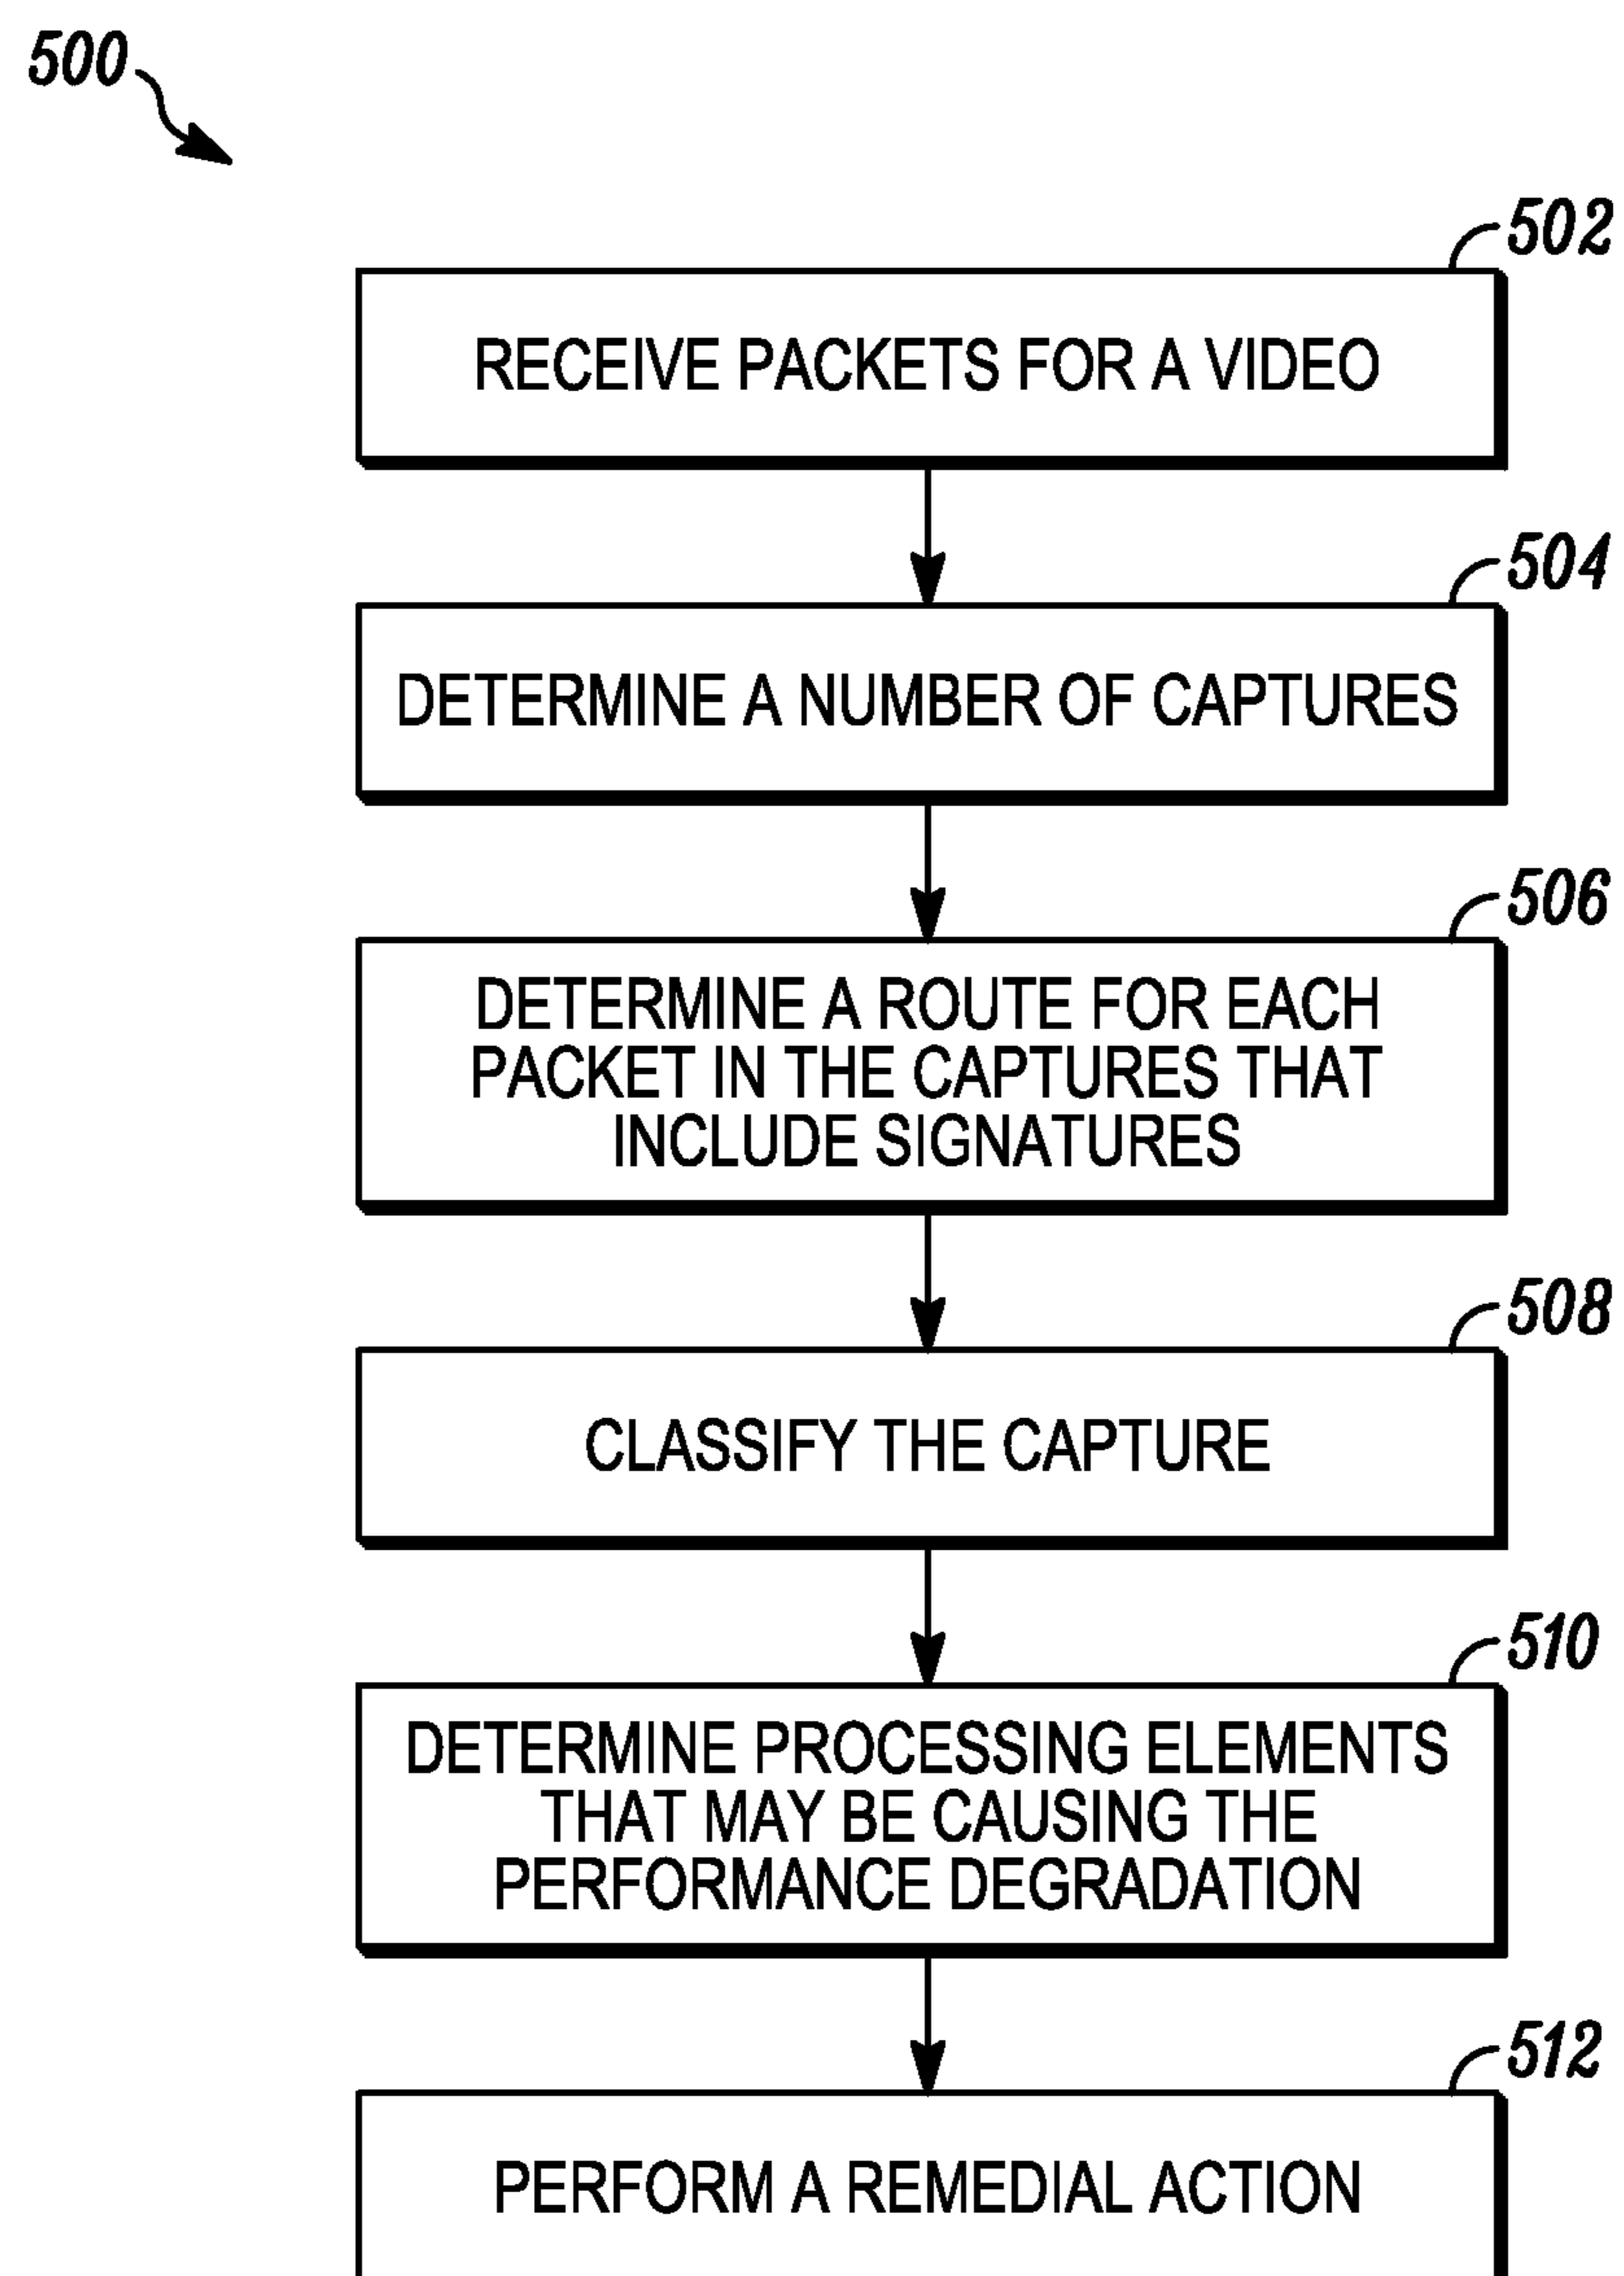 500
502
RECEIVE PACKETS FOR A VIDEO
504
DETERMINE A NUMBER OF CAPTURES
506
DETERMINE A ROUTE FOR EACH
PACKET IN THE CAPTURES THAT
INCLUDE SIGNATURES
508
CLASSIFY THE CAPTURE
510
DETERMINE PROCESSING ELEMENTS
THAT MAY BE CAUSING THE
PERFORMANCE DEGRADATION
512
PERFORM A REMEDIAL ACTION